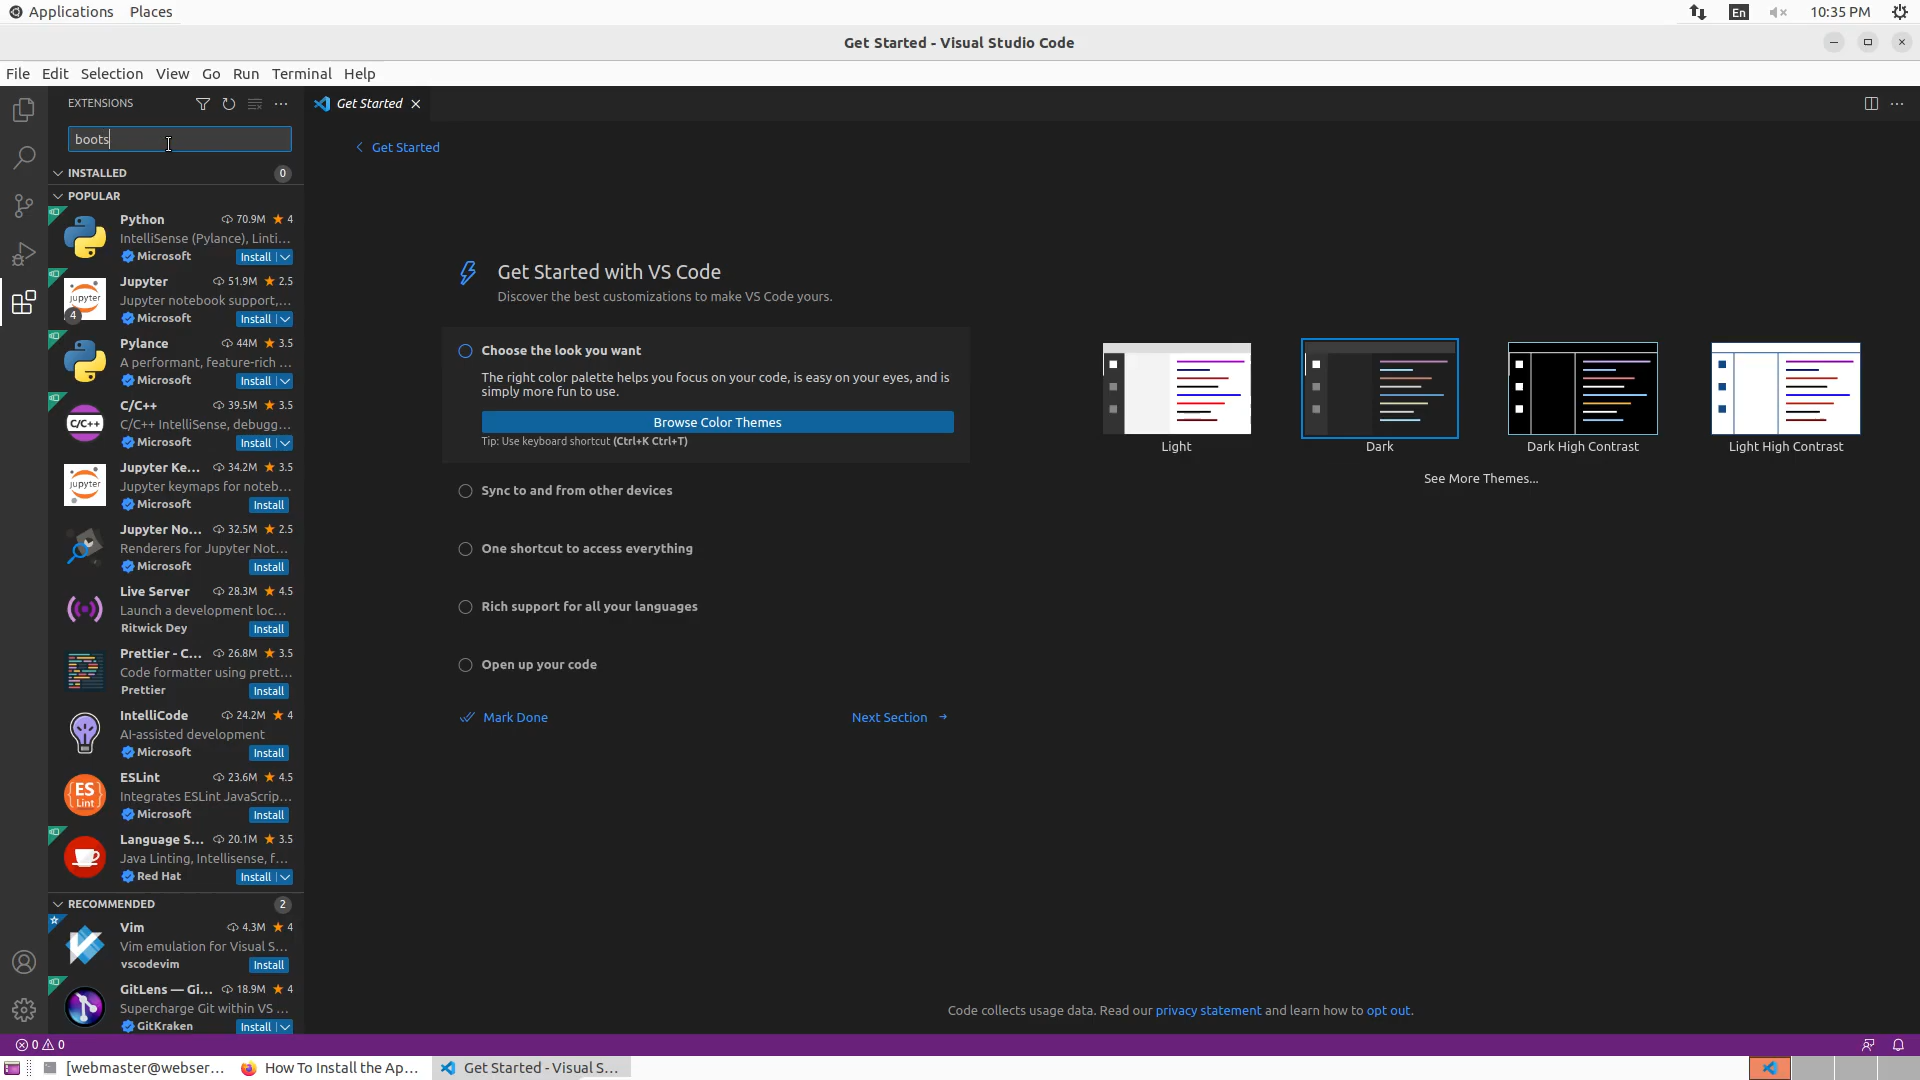 Applications Places
En 10:35 PM
Get Started - Visual Studio Code
File Edit Selection View Go Run Terminal Help
EXTENSIONS
Get Started
boots
Get Started
INSTALLED 0
POPULAR
Python 70.9M 4
IntelliSense (Pylance), Linti...
Microsoft Install
Jupyter 51.9M 2.5
jupyter
Jupyter notebook support,...
4
Microsoft Install
Pylance 44M 3.5
A performant, feature-rich ...
Microsoft Install
C/C++ 39.5M 3.5
C/C++
C/C++ IntelliSense, debugg...
Microsoft Install
Jupyter Ke... 34.2M 3.5
jupyter
Jupyter keymaps for noteb...
Microsoft Install
Jupyter No... 32.5M 2.5
Renderers for Jupyter Not...
Microsoft Install
Live Server 28.3M 4.5
Launch a development loc...
Ritwick Dey Install
Prettier - C... 26.8M 3.5
Code formatter using prett...
Prettier Install
IntelliCode 24.2M 4
AI-assisted development
Microsoft Install
ESLint 23.6M 4.5
ES
Lint
Integrates ESLint JavaScrip...
Microsoft Install
Language S... 20.1M 3.5
Java Linting, Intellisense, f...
Red Hat Install
RECOMMENDED 2
Vim 4.3M 4
Vim emulation for Visual S...
vscodevim Install
GitLens — Gi... 18.9M 4
Supercharge Git within VS ...
GitKraken Install
Get Started with VS Code
Discover the best customizations to make VS Code yours.
Choose the look you want
The right color palette helps you focus on your code, is easy on your eyes, and is
simply more fun to use.
Browse Color Themes
Tip: Use keyboard shortcut (Ctrl+K Ctrl+T)
Sync to and from other devices
One shortcut to access everything
Rich support for all your languages
Open up your code
Mark Done Next Section
Light Dark Dark High Contrast Light High Contrast
See More Themes...
Code collects usage data. Read our privacy statement and learn how to opt out.
0 0
[webmaster@webser... How To Install the Ap... Get Started - Visual S...